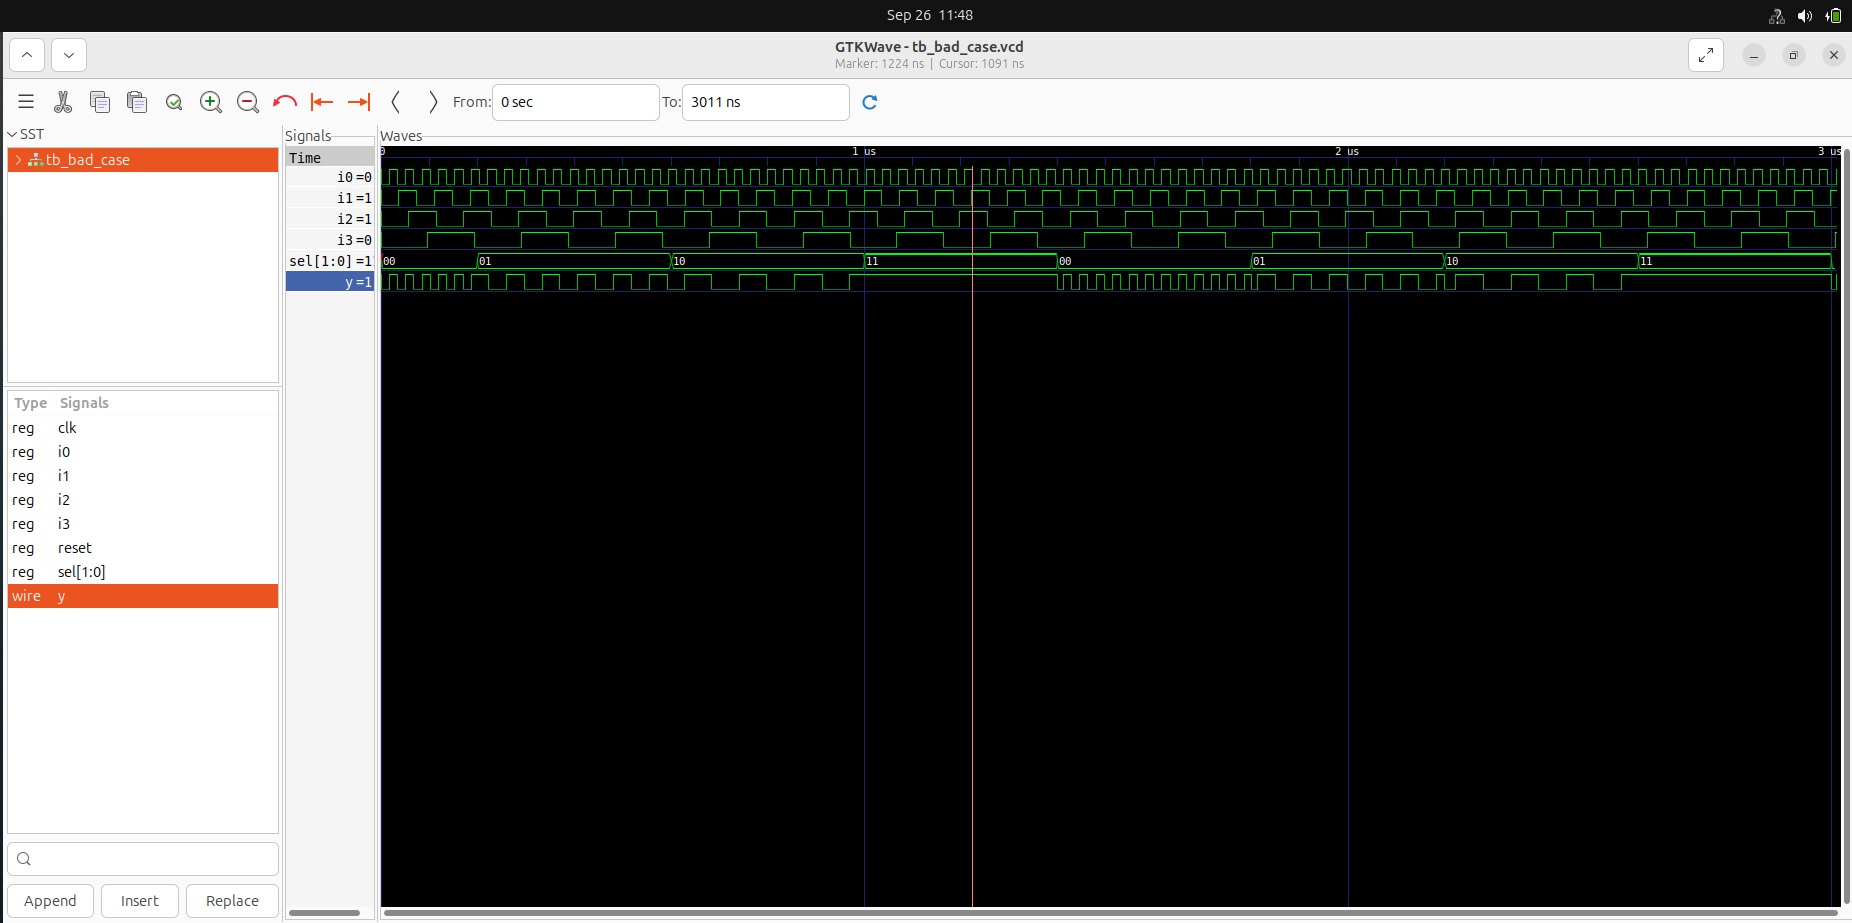 Sep 26 11:48
GTKWave - tb_bad_case.vcd
Marker: 1224 ns | Cursor: 1091 ns
From: 0 sec To: 3011 ns
SST
tb_bad_case
Type Signals
reg clk
reg i0
reg i1
reg i2
reg i3
reg reset
reg sel[1:0]
wire y
Append Insert Replace
Signals
Time
i0=0
i1=1
i2=1
i3=0
sel[1:0]=1
y=1
Waves
0 1 us 2 us 3 us
00 01 10 11 00 01 10 11